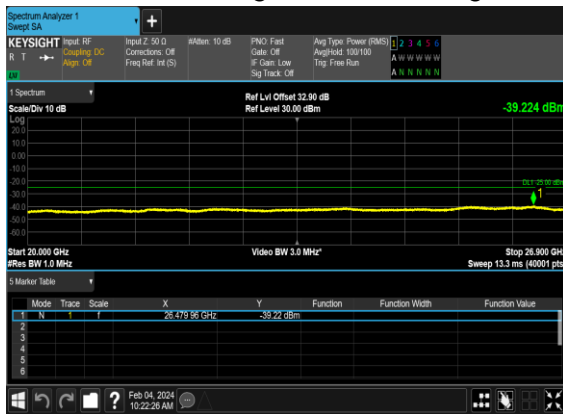 Spectrum Analyzer 1
Swept SA
+
KEYSIGHT Input: RF Input Z: 50 Ω #Atten: 10 dB PNO: Fast Avg Type: Power (RMS) 1 2 3 4 5 6
R T Coupling: DC Corrections: Off Gate: Off Avg|Hold: 100/100 A W W W W W
Align: Off Freq Ref: Int (S) IF Gain: Low Trig: Free Run
Sig Track: Off A N N N N N
1 Spectrum
Ref Lvl Offset 32.90 dB
Scale/Div 10 dB Ref Level 30.00 dBm -39.224 dBm
Log
20.0
10.0
0.00
-10.0
-20.0
DL1 -25.00 dBm
-30.0
1
-40.0
-50.0
-60.0
Start 20.000 GHz Video BW 3.0 MHz* Stop 26.900 GHz
#Res BW 1.0 MHz Sweep 13.3 ms (40001 pts)
5 Marker Table
Mode Trace Scale X Y Function Function Width Function Value
1 N 1 f 26.479 96 GHz -39.22 dBm
2
3
4
5
6
? Feb 04, 2024
10:22:26 AM